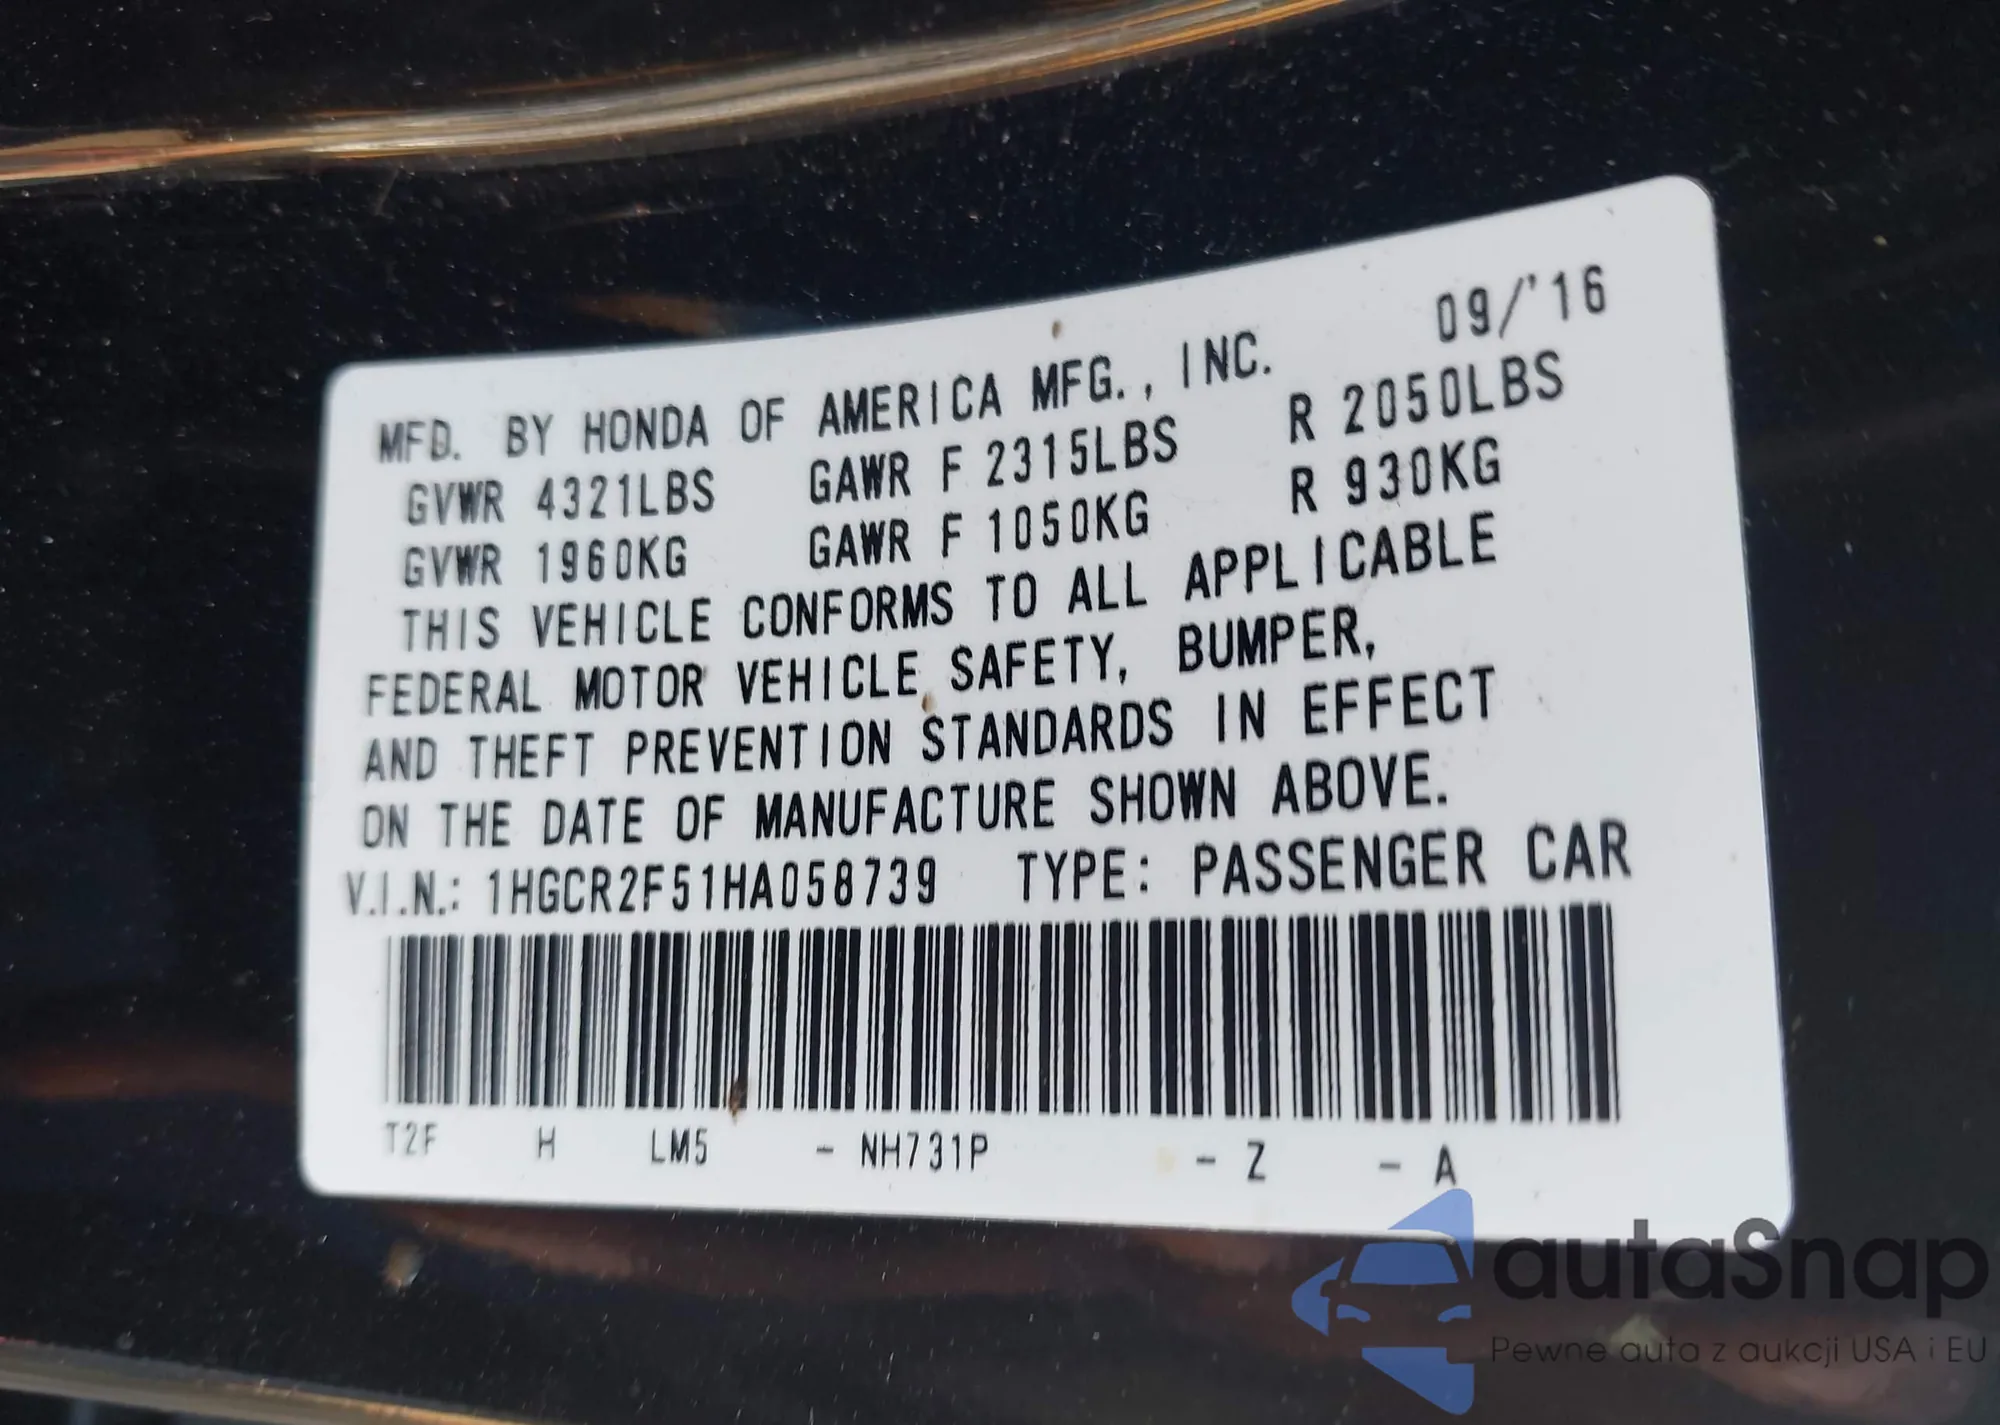 09/'16
MFD. BY HONDA OF AMERICA MFG., INC.
GVWR 4321LBS GAWR F 2315LBS R 2050LBS
GVWR 1960KG GAWR F 1050KG R 930KG
THIS VEHICLE CONFORMS TO ALL APPLICABLE
FEDERAL MOTOR VEHICLE SAFETY, BUMPER,
AND THEFT PREVENTION STANDARDS IN EFFECT
ON THE DATE OF MANUFACTURE SHOWN ABOVE.
V.I.N.: 1HGCR2F51HA058739 TYPE: PASSENGER CAR
T2F H LM5 - NH731P - Z - A
autaSnap
Pewne auta z aukcji USA i EU